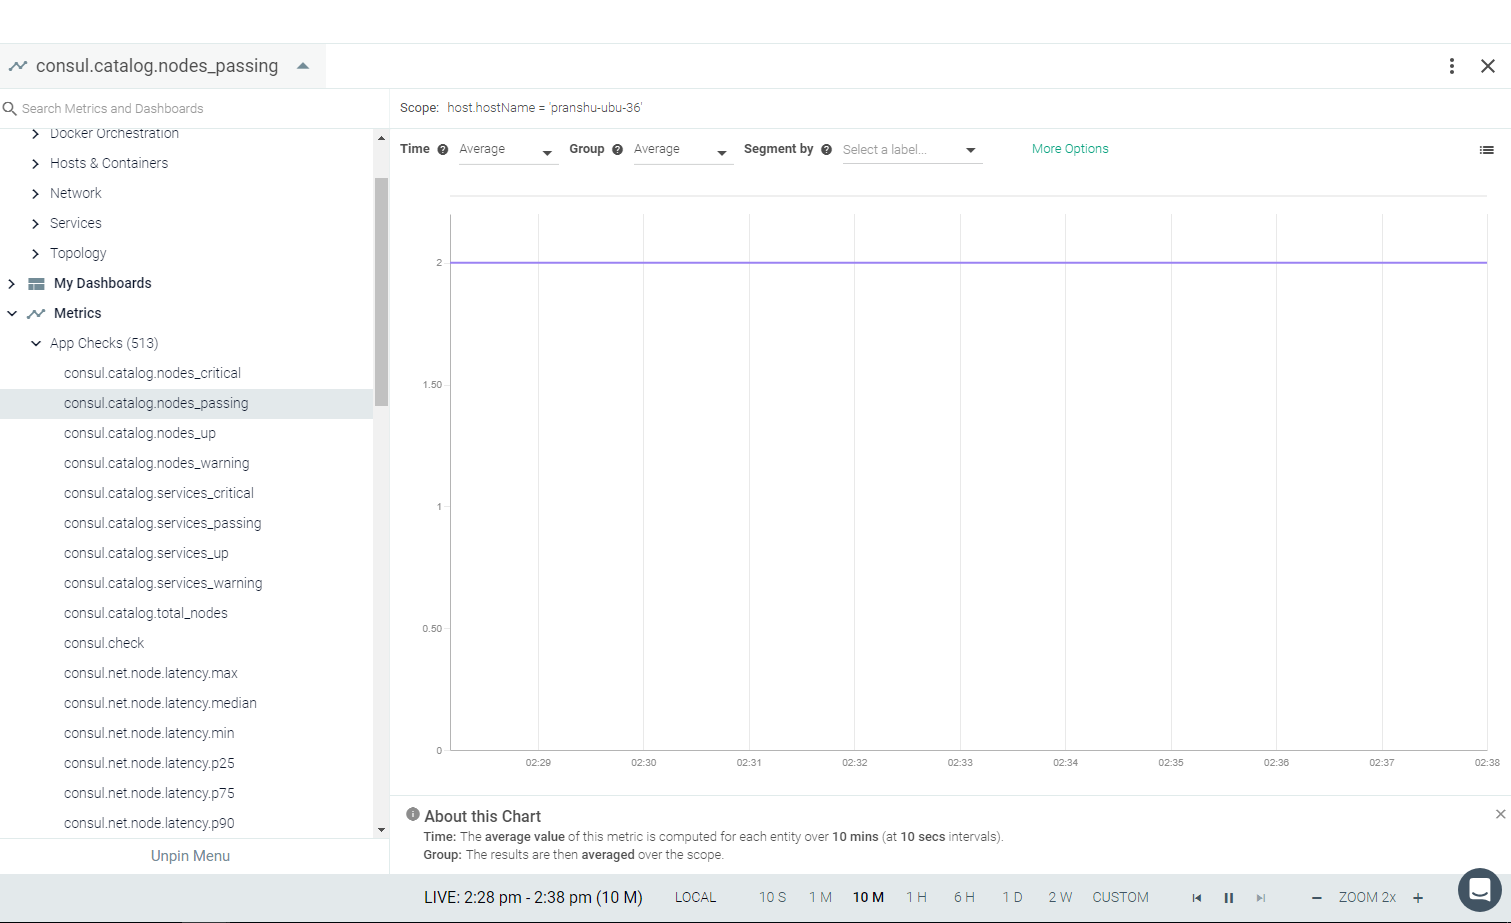 consul.catalog.nodes_passing
Search Metrics and Dashboards
Scope: host.hostName = 'pranshu-ubu-36'
Docker Orchestration
Hosts & Containers
Network
Services
Topology
My Dashboards
Metrics
App Checks (513)
consul.catalog.nodes_critical
consul.catalog.nodes_passing
consul.catalog.nodes_up
consul.catalog.nodes_warning
consul.catalog.services_critical
consul.catalog.services_passing
consul.catalog.services_up
consul.catalog.services_warning
consul.catalog.total_nodes
consul.check
consul.net.node.latency.max
consul.net.node.latency.median
consul.net.node.latency.min
consul.net.node.latency.p25
consul.net.node.latency.p75
consul.net.node.latency.p90
Unpin Menu
Time Average Group Average Segment by Select a label... More Options
2
1.50
1
0.50
0
02:29 02:30 02:31 02:32 02:33 02:34 02:35 02:36 02:37 02:38
About this Chart
Time: The average value of this metric is computed for each entity over 10 mins (at 10 secs intervals).
Group: The results are then averaged over the scope.
LIVE: 2:28 pm - 2:38 pm (10 M) LOCAL 10 S 1 M 10 M 1 H 6 H 1 D 2 W CUSTOM ZOOM 2x